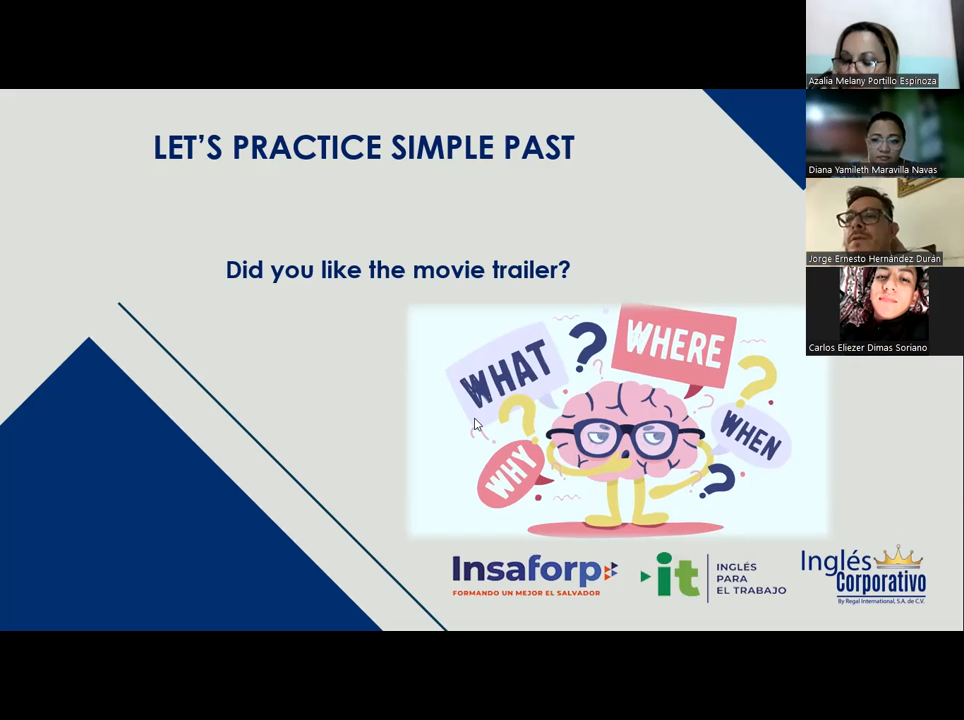 LET'S PRACTICE SIMPLE PAST
Did you like the movie trailer?
WHAT
WHERE
WHEN
WHY
Insaforp
FORMANDO UN MEJOR EL SALVADOR
it
INGLÉS
PARA
EL TRABAJO
Inglés
Corporativo
By Regal International, S.A. de C.V.
Azalia Melany Portillo Espinoza
Diana Yamileth Maravilla Navas
Jorge Ernesto Hernández Durán
Carlos Eliezer Dimas Soriano